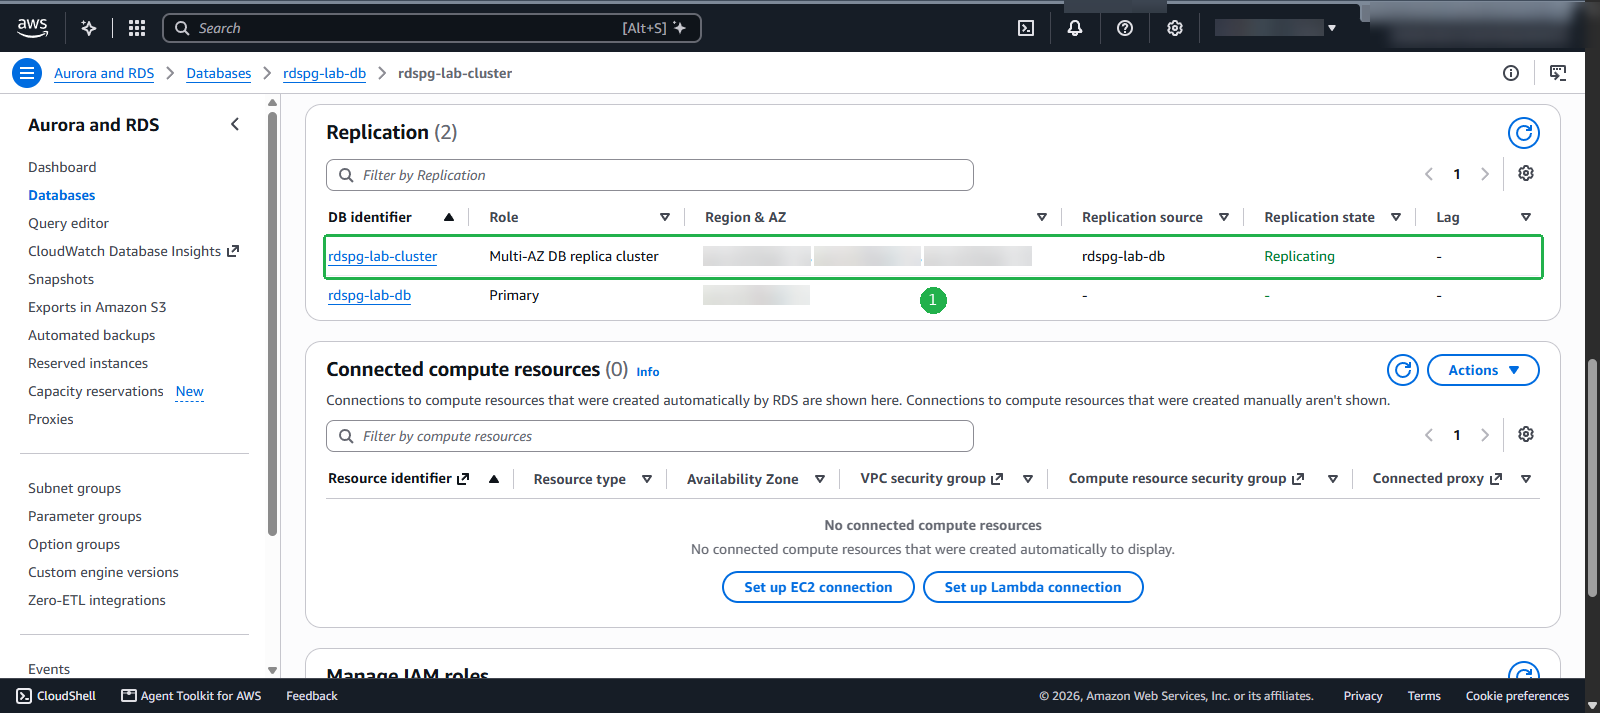 aws
Search [Alt+S]
Aurora and RDS > Databases > rdspg-lab-db > rdspg-lab-cluster
Aurora and RDS
Dashboard
Databases
Query editor
CloudWatch Database Insights
Snapshots
Exports in Amazon S3
Automated backups
Reserved instances
Capacity reservations New
Proxies
Subnet groups
Parameter groups
Option groups
Custom engine versions
Zero-ETL integrations
Events
Replication (2)
Filter by Replication
1
DB identifier Role Region & AZ Replication source Replication state Lag
rdspg-lab-cluster Multi-AZ DB replica cluster rdspg-lab-db Replicating -
rdspg-lab-db Primary - - -
1
Connected compute resources (0) Info
Actions
Connections to compute resources that were created automatically by RDS are shown here. Connections to compute resources that were created manually aren't shown.
Filter by compute resources
1
Resource identifier Resource type Availability Zone VPC security group Compute resource security group Connected proxy
No connected compute resources
No connected compute resources that were created automatically to display.
Set up EC2 connection Set up Lambda connection
Manage IAM roles
CloudShell Agent Toolkit for AWS Feedback © 2026, Amazon Web Services, Inc. or its affiliates. Privacy Terms Cookie preferences